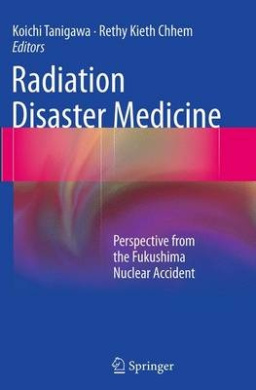 Koichi Tanigawa · Rethy Kieth Chhem
Editors
Radiation
Disaster Medicine
Perspective from
the Fukushima
Nuclear Accident
Springer